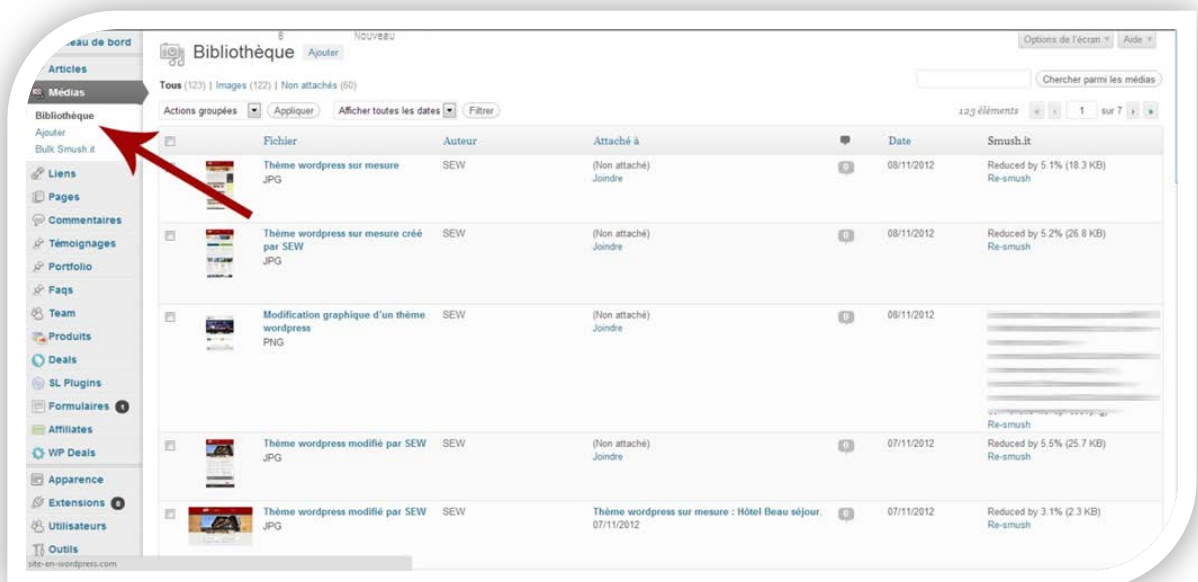 8 Nouveau
eau de bord
Articles
Médias
Bibliothèque
Ajouter
Bulk Smush.it
Liens
Pages
Commentaires
Témoignages
Portfolio
Faqs
Team
Produits
Deals
SL Plugins
Formulaires 1
Affiliates
WP Deals
Apparence
Extensions 6
Utilisateurs
Outils
site-en-wordpress.com
Bibliothèque Ajouter
Options de l'écran Aide
Tous (123) | Images (122) | Non attachés (60)
Chercher parmi les médias
Actions groupées Appliquer Afficher toutes les dates Filtrer
123 éléments « ‹ 1 sur 7 › »
Fichier Auteur Attaché à Date Smush.it
Thème wordpress sur mesure SEW (Non attaché) 0 08/11/2012 Reduced by 5.1% (18.3 KB)
JPG Joindre Re-smush
Thème wordpress sur mesure créé SEW (Non attaché) 0 08/11/2012 Reduced by 5.2% (26.8 KB)
par SEW Joindre Re-smush
JPG
Modification graphique d'un thème SEW (Non attaché) 0 08/11/2012
wordpress Joindre
PNG
Re-smush
Thème wordpress modifié par SEW SEW (Non attaché) 0 07/11/2012 Reduced by 5.5% (25.7 KB)
JPG Joindre Re-smush
Thème wordpress modifié par SEW SEW Thème wordpress sur mesure : Hôtel Beau séjour. 0 07/11/2012 Reduced by 3.1% (2.3 KB)
JPG 07/11/2012 Re-smush